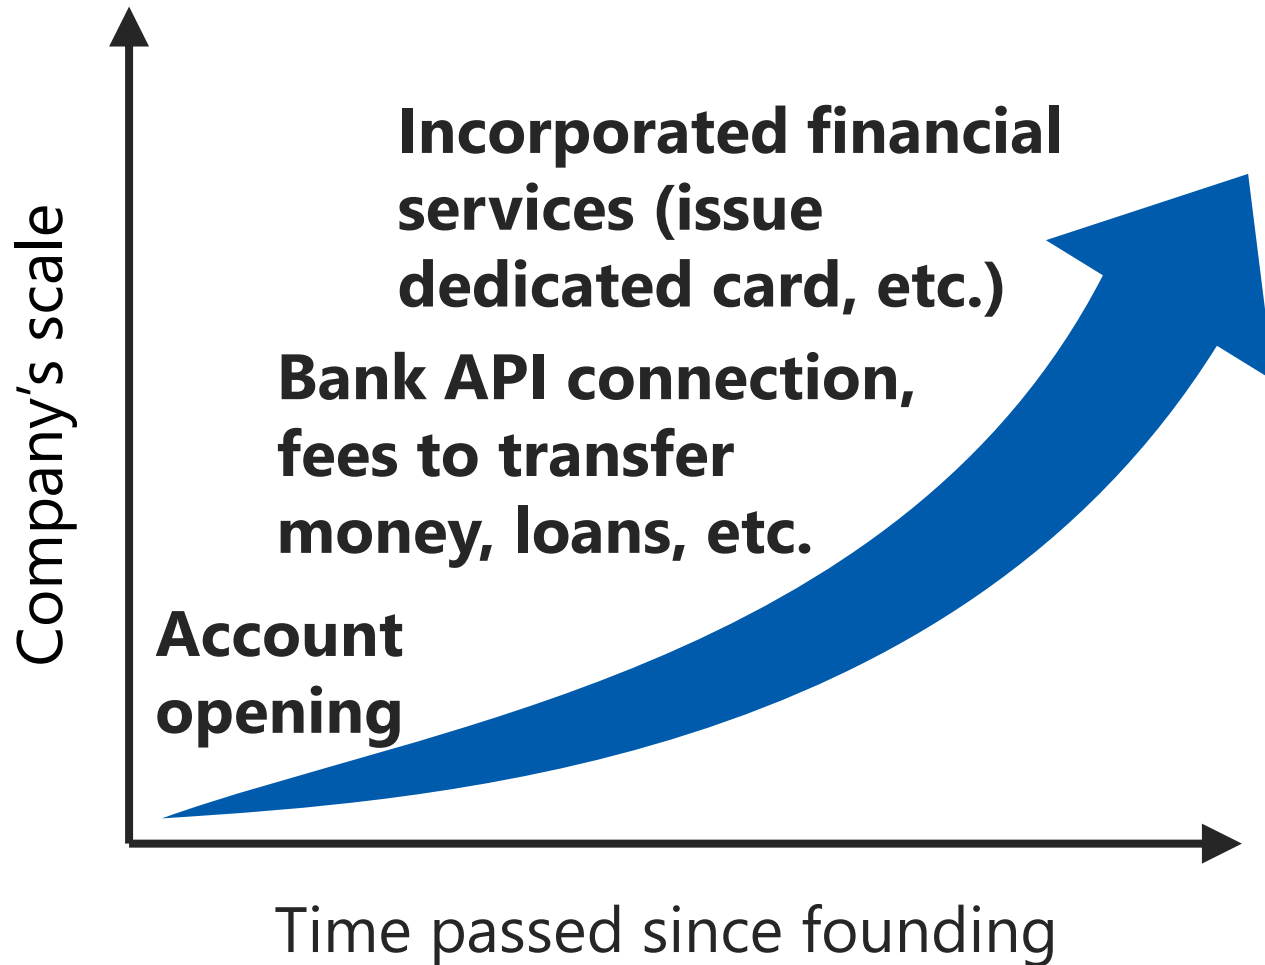 Incorporated financial
services (issue
dedicated card, etc.)
Bank API connection,
fees to transfer
money, loans, etc.
Account
opening
Company’s scale
Time passed since founding